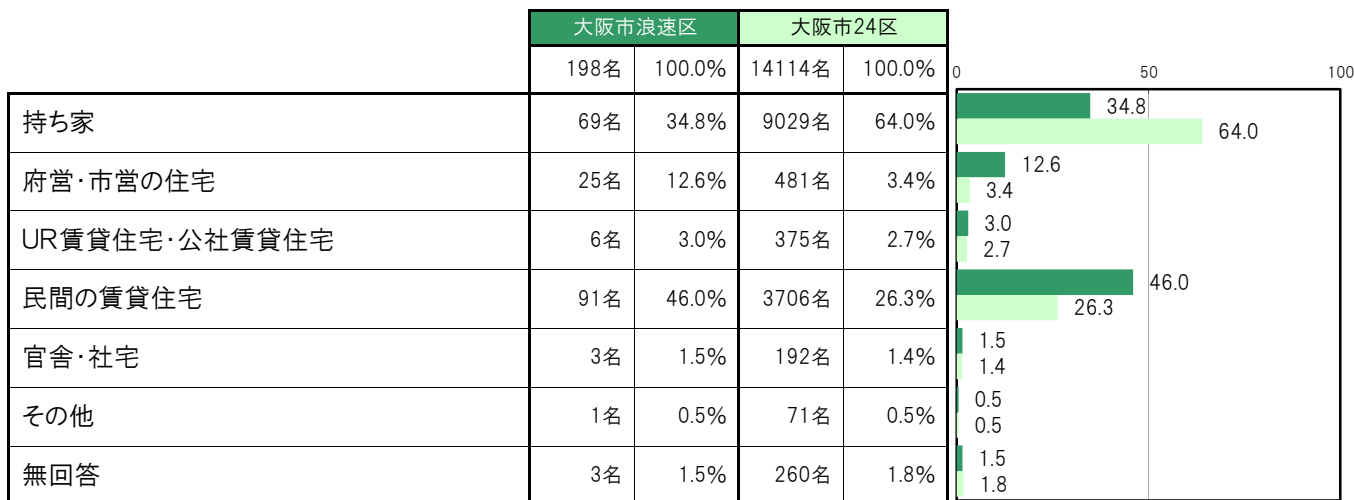 大阪市浪速区 大阪市24区
198名 100.0% 14114名 100.0% 0 50 100
持ち家 69名 34.8% 9029名 64.0% 34.8
64.0
府営・市営の住宅 25名 12.6% 481名 3.4% 12.6
3.4
UR賃貸住宅・公社賃貸住宅 6名 3.0% 375名 2.7% 3.0
2.7
民間の賃貸住宅 91名 46.0% 3706名 26.3% 46.0
26.3
官舎・社宅 3名 1.5% 192名 1.4% 1.5
1.4
その他 1名 0.5% 71名 0.5% 0.5
0.5
無回答 3名 1.5% 260名 1.8% 1.5
1.8